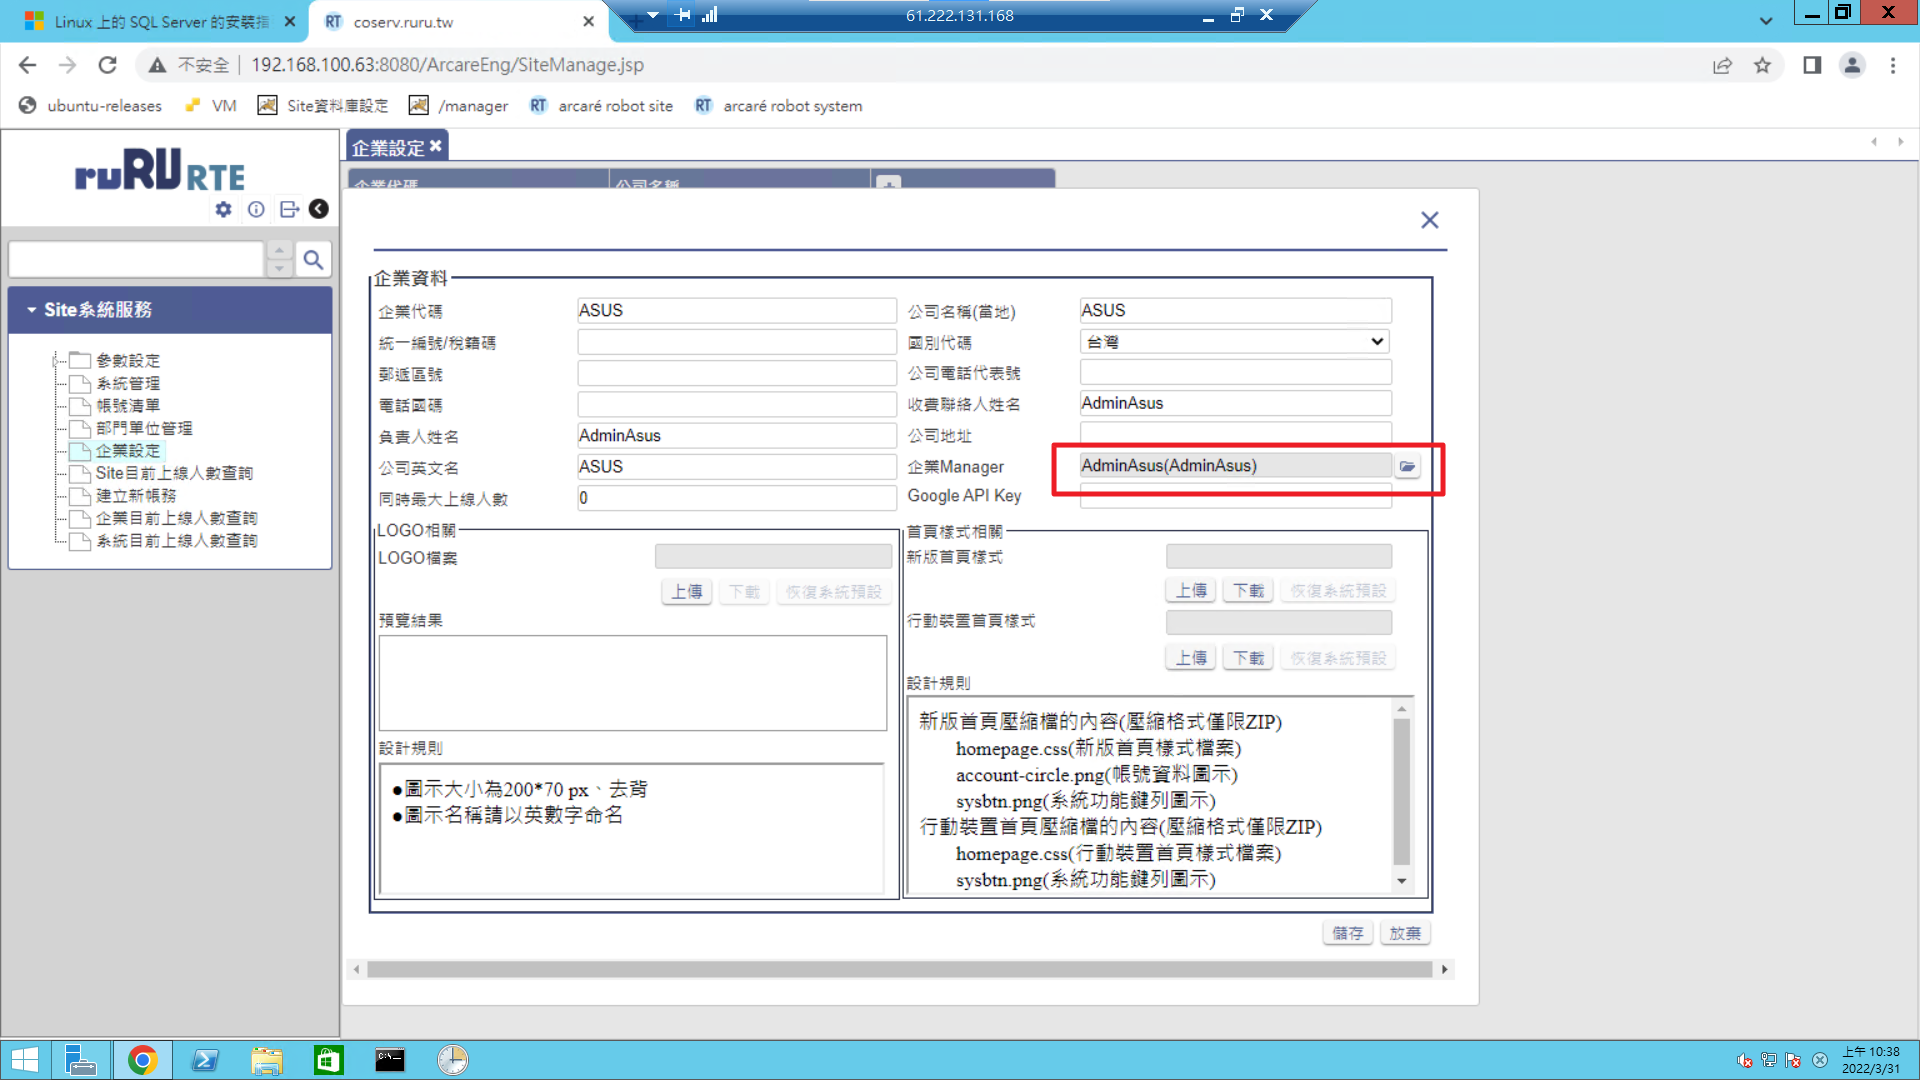 Linux 上的 SQL Server 的安裝指
coserv.ruru.tw
61.222.131.168
不安全
192.168.100.63:8080/ArcareEng/SiteManage.jsp
ubuntu-releases
VM
Site資料庫設定
/manager
arcaré robot site
arcaré robot system
ruRU RTE
企業設定
企業代碼
公司名稱
Site系統服務
參數設定
系統管理
帳號清單
部門單位管理
企業設定
Site目前上線人數查詢
建立新帳務
企業目前上線人數查詢
系統目前上線人數查詢
企業資料
企業代碼 ASUS 公司名稱(當地) ASUS
統一編號/稅籍碼 國別代碼 台灣
郵遞區號 公司電話代表號
電話國碼 收費聯絡人姓名 AdminAsus
負責人姓名 AdminAsus 公司地址
公司英文名 ASUS 企業Manager AdminAsus(AdminAsus)
同時最大上線人數 0 Google API Key
LOGO相關
LOGO檔案
上傳 下載 恢復系統預設
預覽結果
設計規則
●圖示大小為200*70 px、去背
●圖示名稱請以英數字命名
首頁樣式相關
新版首頁樣式
上傳 下載 恢復系統預設
行動裝置首頁樣式
上傳 下載 恢復系統預設
設計規則
新版首頁壓縮檔的內容(壓縮格式僅限ZIP)
homepage.css(新版首頁樣式檔案)
account-circle.png(帳號資料圖示)
sysbtn.png(系統功能鍵列圖示)
行動裝置首頁壓縮檔的內容(壓縮格式僅限ZIP)
homepage.css(行動裝置首頁樣式檔案)
sysbtn.png(系統功能鍵列圖示)
儲存 放棄
上午 10:38
2022/3/31